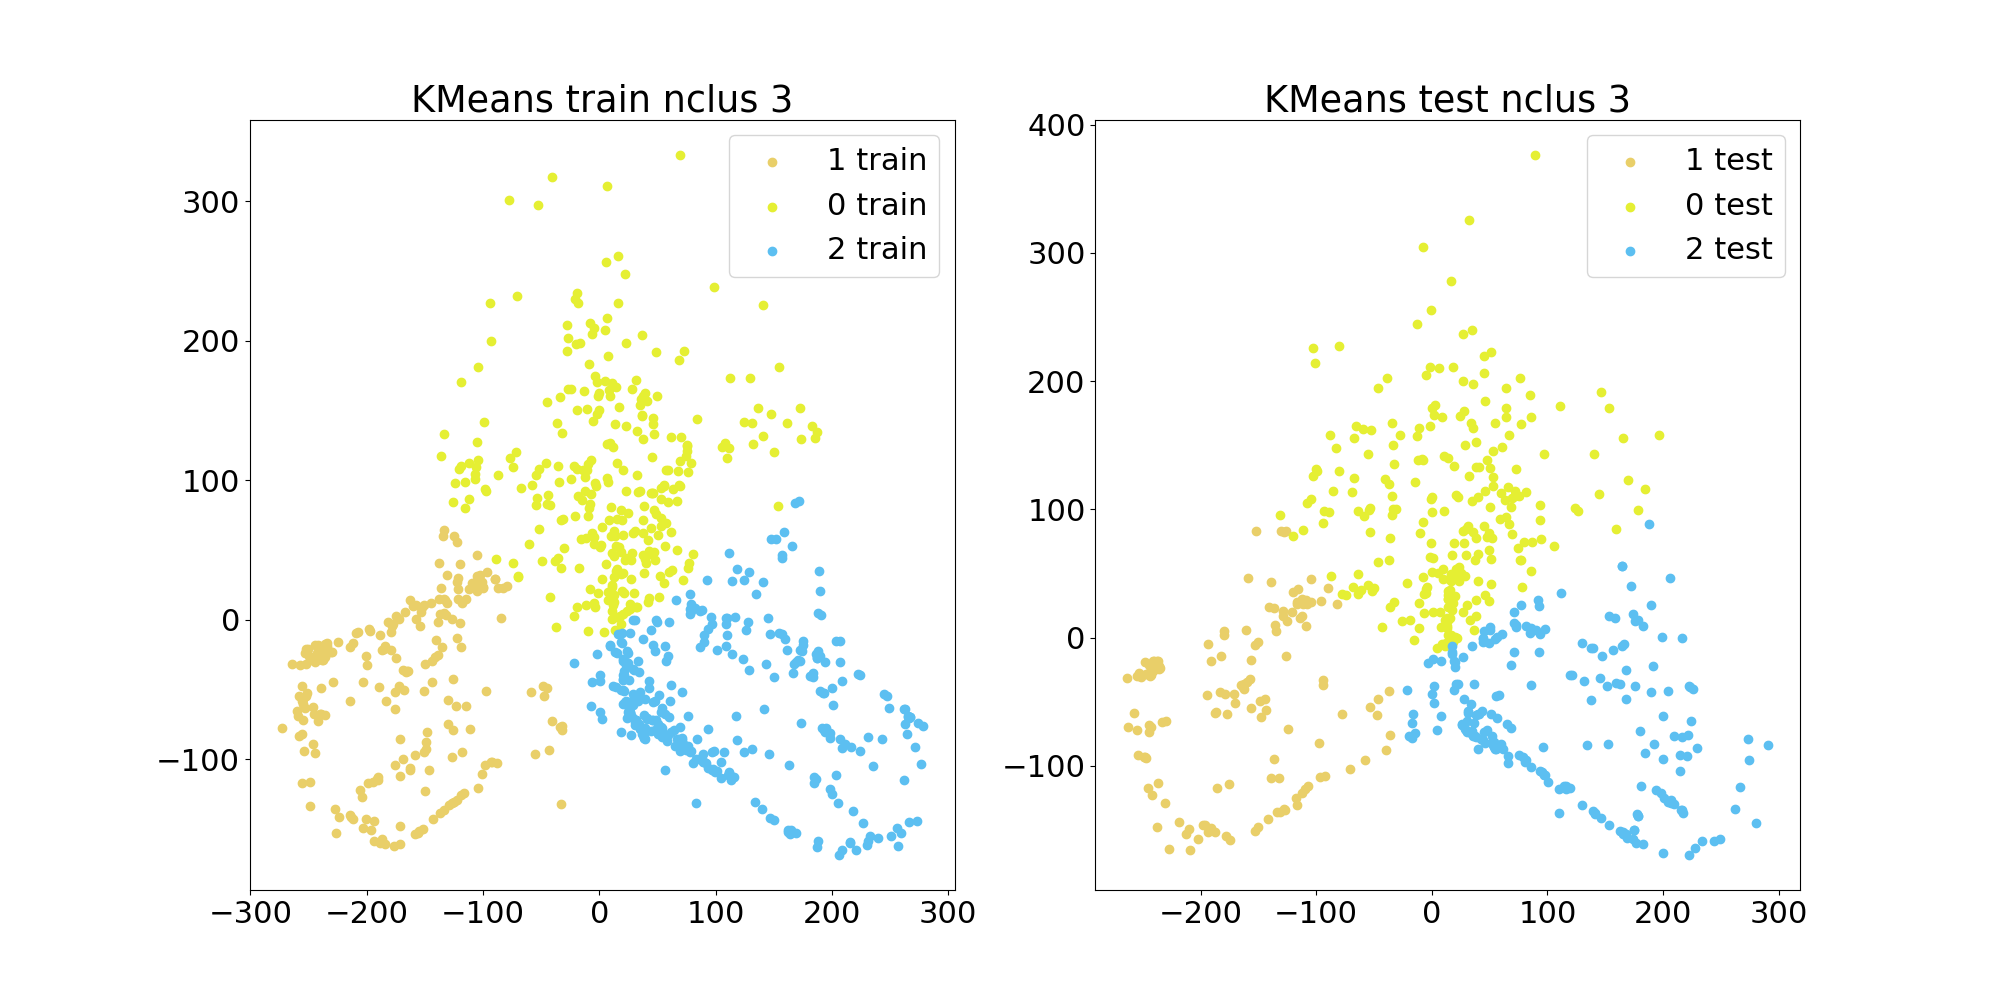 KMeans train nclus 3
1 train
0 train
2 train
300
200
100
0
−100
−300 −200 −100 0 100 200 300
KMeans test nclus 3
1 test
0 test
2 test
400
300
200
100
0
−100
−200 −100 0 100 200 300